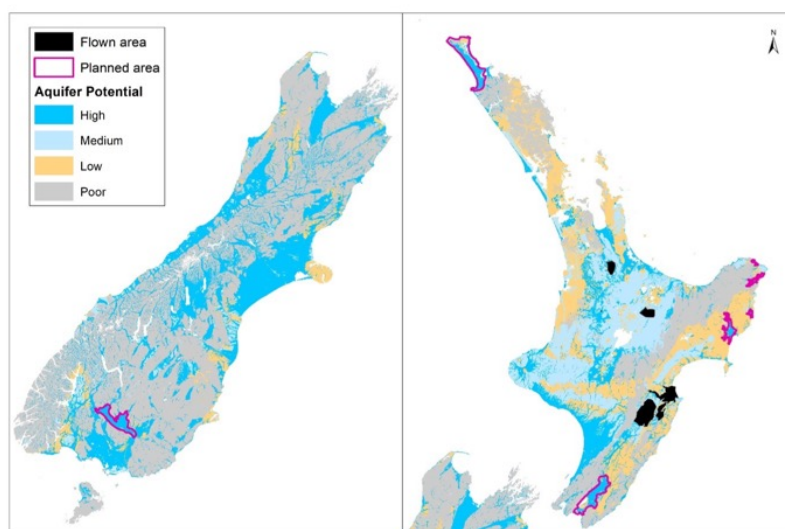 Flown area
Planned area
Aquifer Potential
High
Medium
Low
Poor
N